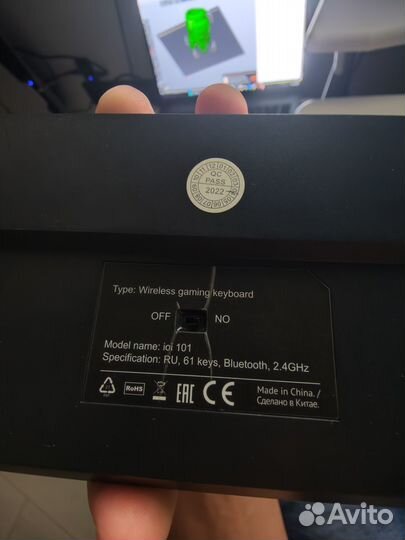 QC
PASS
2022
Type: Wireless gaming keyboard
OFF NO
Model name: ioi 101
Specification: RU, 61 keys, Bluetooth, 2.4GHz
RoHS EAC CE
Made in China./
Сделано в Китае.
Avito